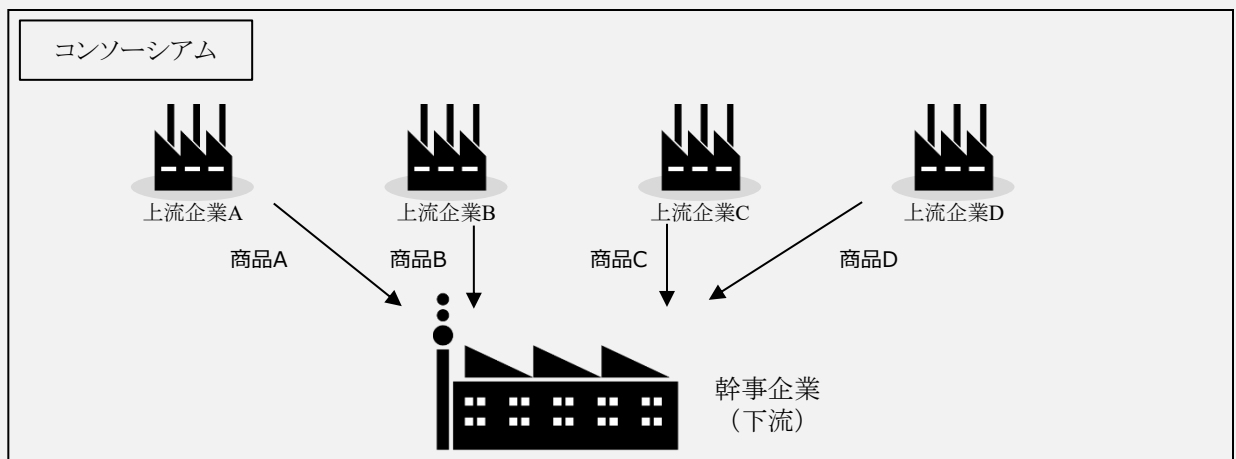 コンソーシアム
上流企業A
上流企業B
上流企業C
上流企業D
商品A
商品B
商品C
商品D
幹事企業
（下流）